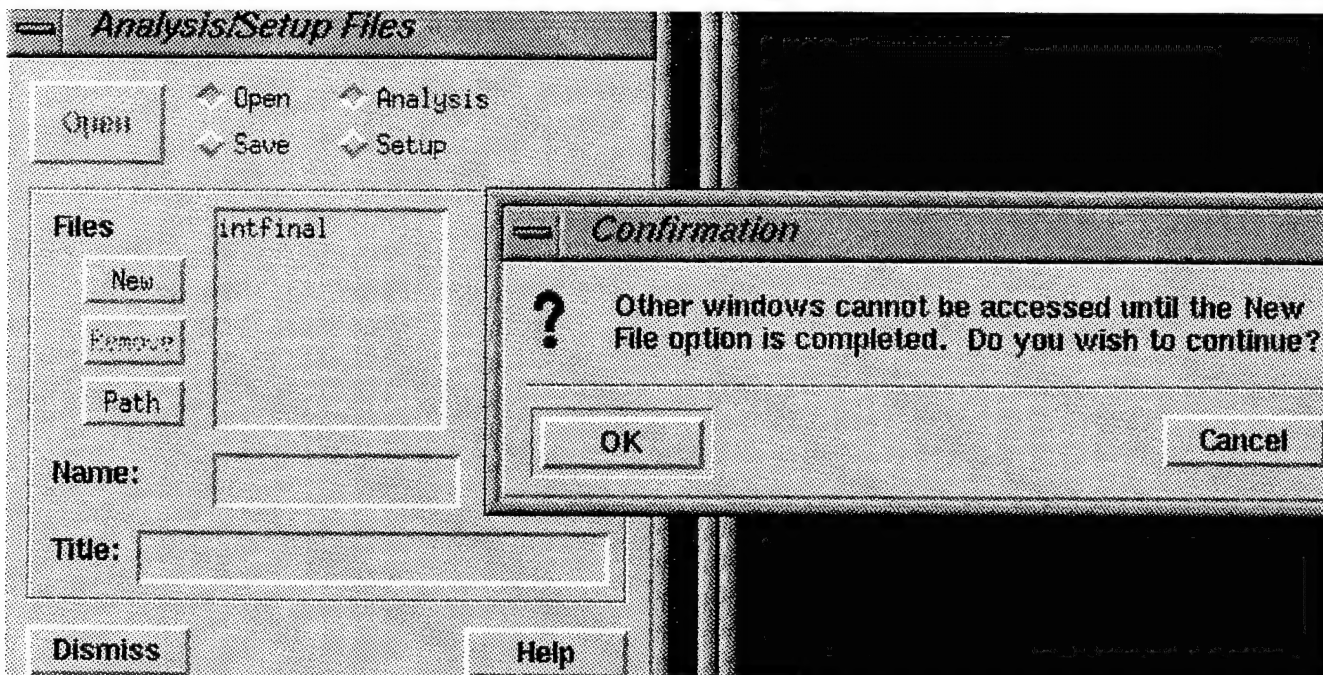 Analysis/Setup Files
Open
Open Analysis
Save Setup
Files
intfinal
New
Remove
Path
Name:
Title:
Dismiss
Help
Confirmation
Other windows cannot be accessed until the New
File option is completed. Do you wish to continue?
OK
Cancel